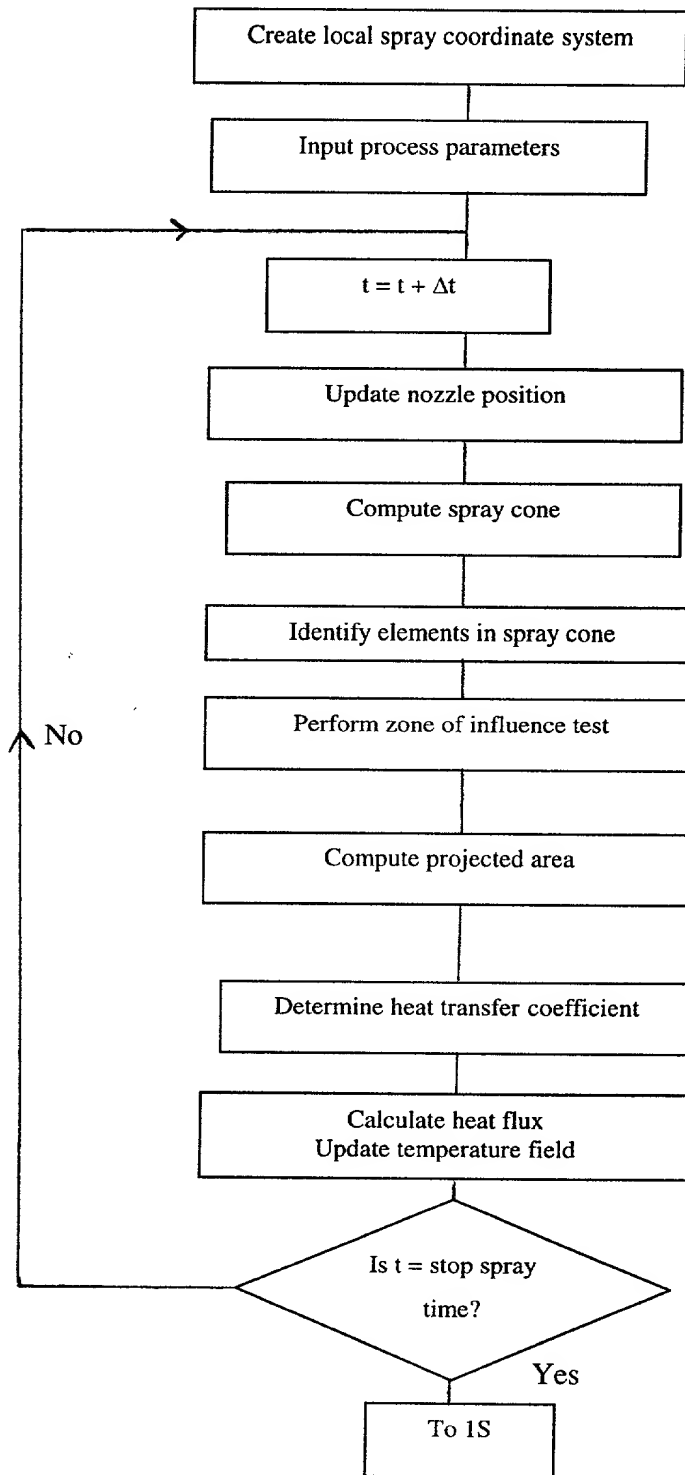 Create local spray coordinate system
Input process parameters
t = t + Δt
Update nozzle position
Compute spray cone
Identify elements in spray cone
Perform zone of influence test
No
Compute projected area
Determine heat transfer coefficient
Calculate heat flux
Update temperature field
Is t = stop spray
time?
Yes
To 1S